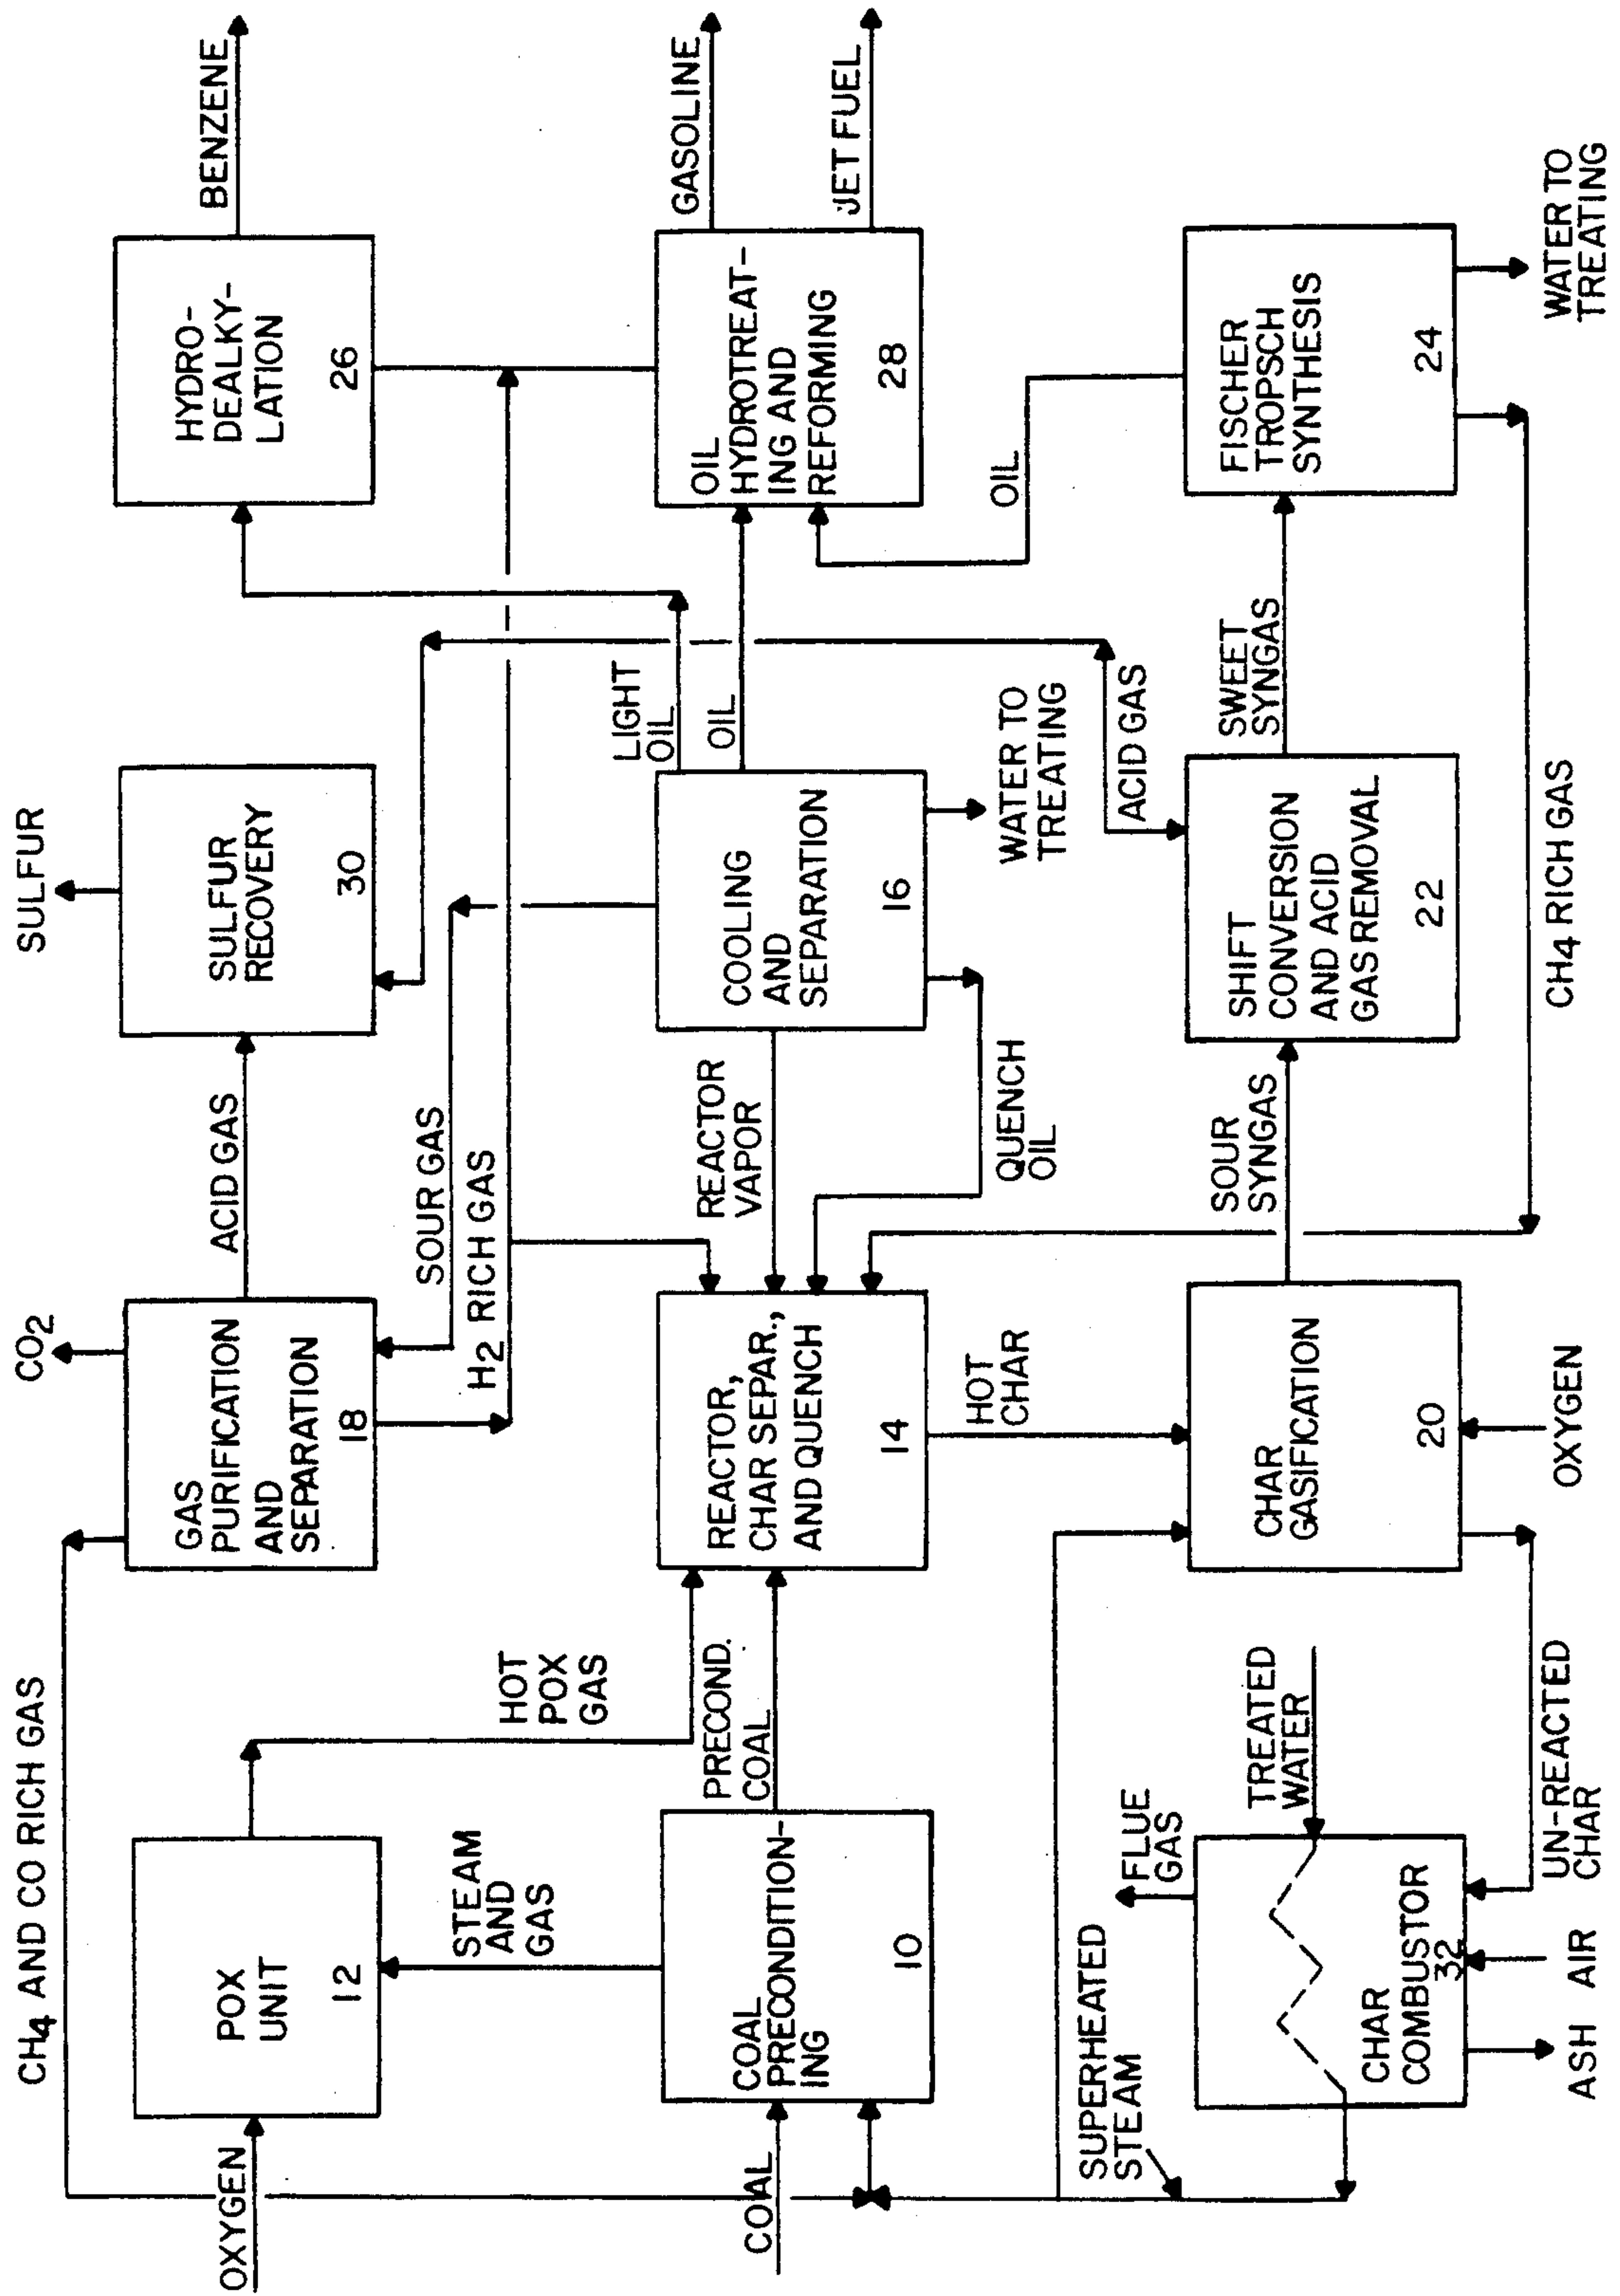 CH4 AND CO RICH GAS
CO2
SULFUR
OXYGEN
POX
UNIT
12
GAS
PURIFICATION
AND
SEPARATION
18
ACID GAS
SULFUR
RECOVERY
30
HYDRO-
DEALKY-
LATION
26
BENZENE
STEAM
AND
GAS
HOT
POX
GAS
SOUR GAS
H2 RICH GAS
LIGHT
OIL
COAL
COAL
PRECONDITION-
ING
10
PRECOND.
COAL
REACTOR,
CHAR SEPAR.,
AND QUENCH
14
REACTOR
VAPOR
COOLING
AND
SEPARATION
16
OIL
OIL
HYDROTREAT-
ING AND
REFORMING
28
GASOLINE
JET FUEL
HOT
CHAR
QUENCH
OIL
WATER TO
TREATING
OIL
SUPERHEATED
STEAM
FLUE
GAS
TREATED
WATER
ACID GAS
CHAR
COMBUSTOR
32
CHAR
GASIFICATION
20
SOUR
SYNGAS
SHIFT
CONVERSION
AND ACID
GAS REMOVAL
22
SWEET
SYNGAS
FISCHER
TROPSCH
SYNTHESIS
24
ASH
AIR
UN-REACTED
CHAR
OXYGEN
CH4 RICH GAS
WATER TO
TREATING